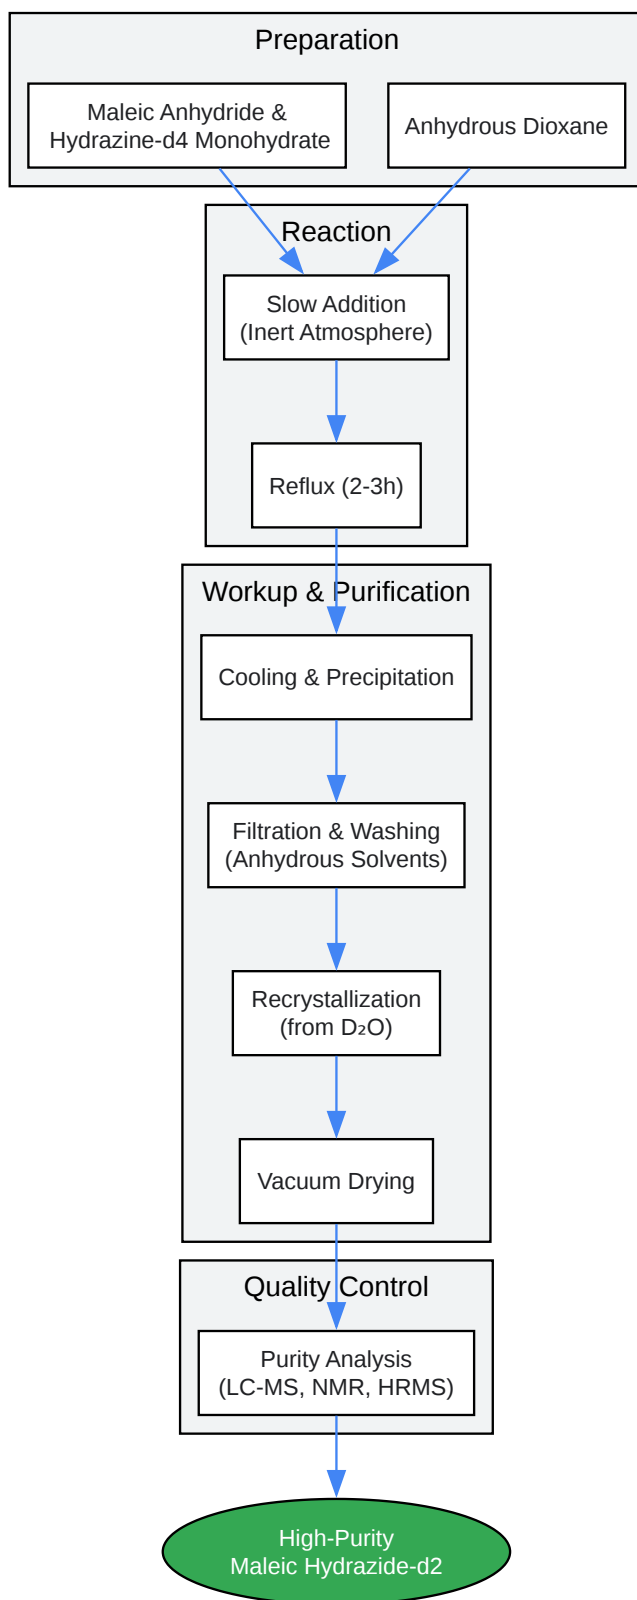 Preparation
Maleic Anhydride &
Hydrazine-d4 Monohydrate
Anhydrous Dioxane
Reaction
Slow Addition
(Inert Atmosphere)
Reflux (2-3h)
Workup & Purification
Cooling & Precipitation
Filtration & Washing
(Anhydrous Solvents)
Recrystallization
(from D₂O)
Vacuum Drying
Quality Control
Purity Analysis
(LC-MS, NMR, HRMS)
High-Purity
Maleic Hydrazide-d2